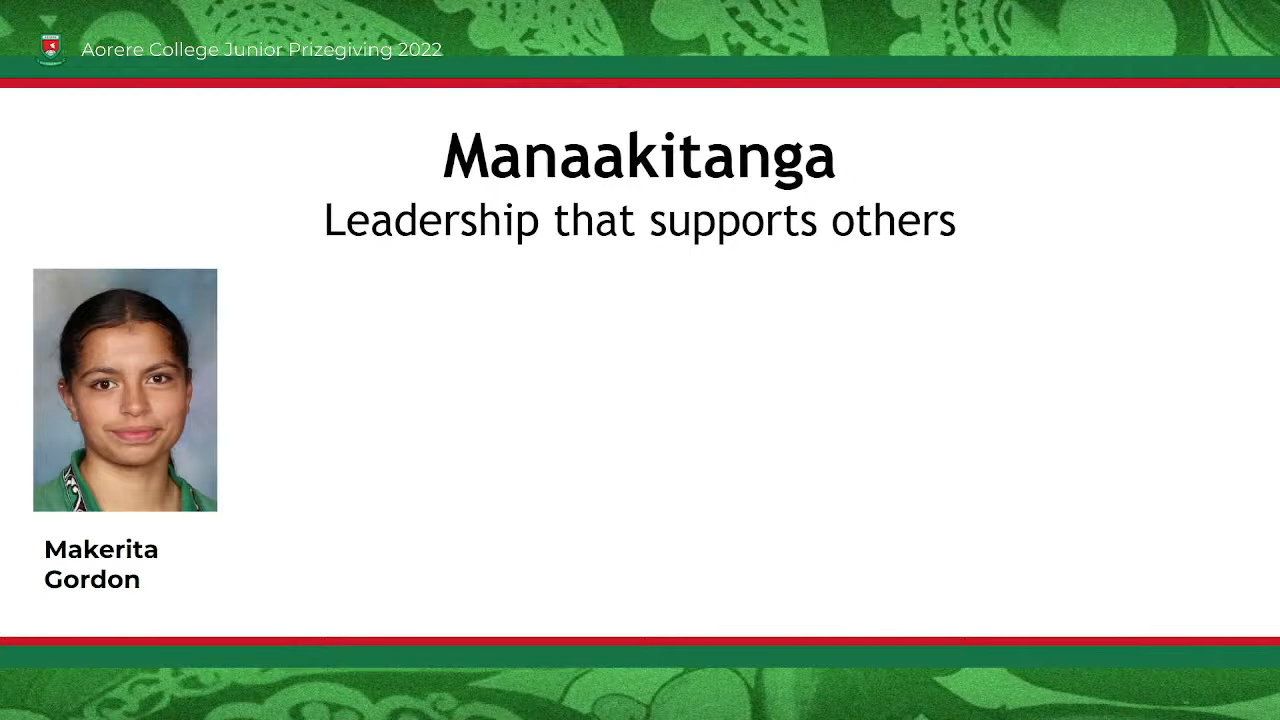 Aorere College Junior Prizegiving 2022
Manaakitanga
Leadership that supports others
Makerita
Gordon